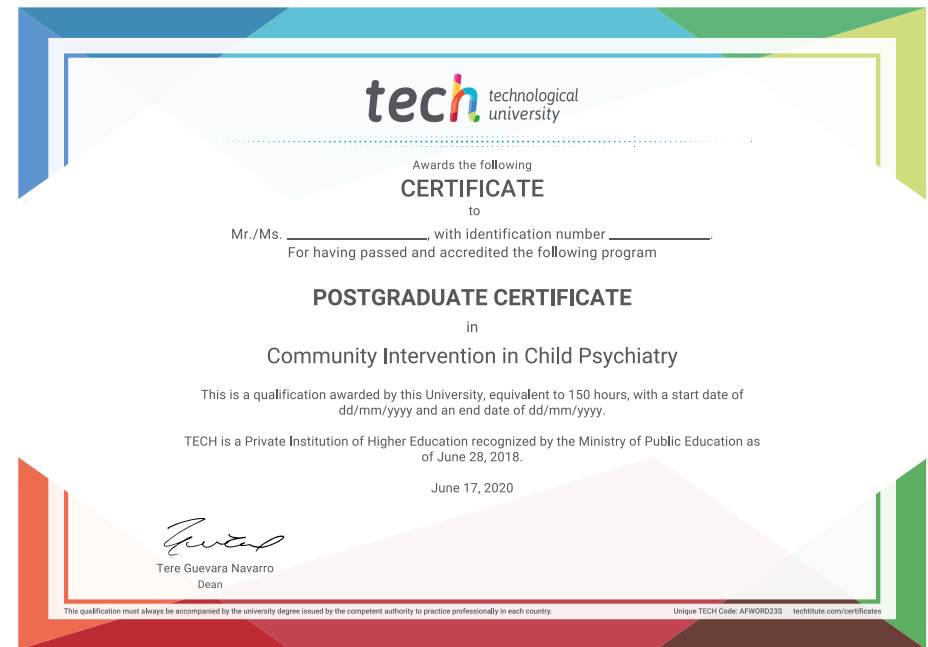 tech technological
university
Awards the following
CERTIFICATE
to
Mr./Ms. ____________________, with identification number ______________.
For having passed and accredited the following program
POSTGRADUATE CERTIFICATE
in
Community Intervention in Child Psychiatry
This is a qualification awarded by this University, equivalent to 150 hours, with a start date of
dd/mm/yyyy and an end date of dd/mm/yyyy.
TECH is a Private Institution of Higher Education recognized by the Ministry of Public Education as
of June 28, 2018.
June 17, 2020
Tere Guevara Navarro
Dean
This qualification must always be accompanied by the university degree issued by the competent authority to practice professionally in each country.
Unique TECH Code: AFWORD23S techtitute.com/certificates